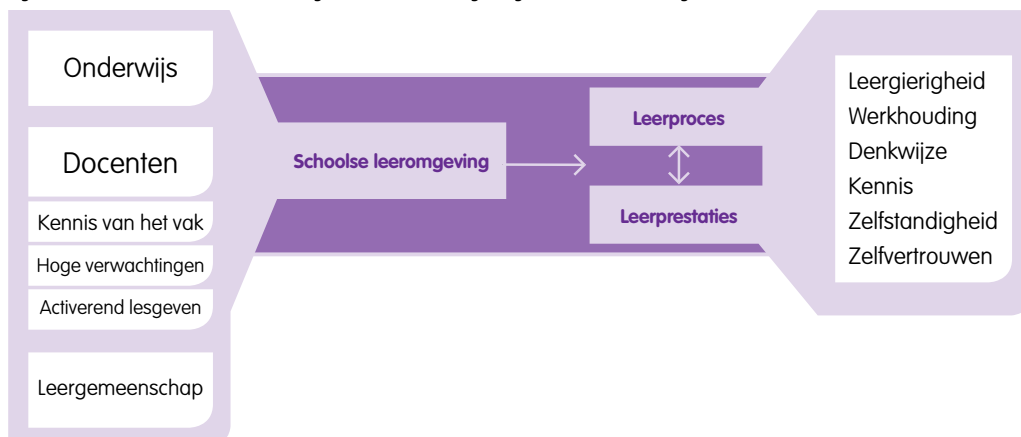 Onderwijs
Docenten
Kennis van het vak
Hoge verwachtingen
Activerend lesgeven
Leergemeenschap
Schoolse leeromgeving
Leerproces
Leerprestaties
Leergierigheid
Werkhouding
Denkwijze
Kennis
Zelfstandigheid
Zelfvertrouwen